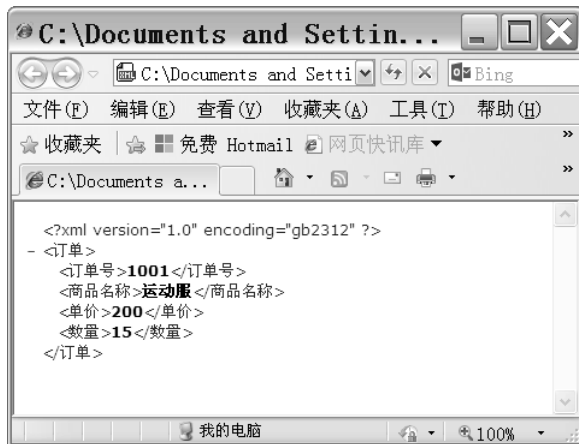 C:\Documents and Settin...
C:\Documents and Setti Bing
文件(F) 编辑(E) 查看(V) 收藏夹(A) 工具(T) 帮助(H)
收藏夹 免费 Hotmail 网页快讯库 »
C:\Documents a... »
<?xml version="1.0" encoding="gb2312" ?>
- <订单>
<订单号>1001</订单号>
<商品名称>运动服</商品名称>
<单价>200</单价>
<数量>15</数量>
</订单>
我的电脑 100%